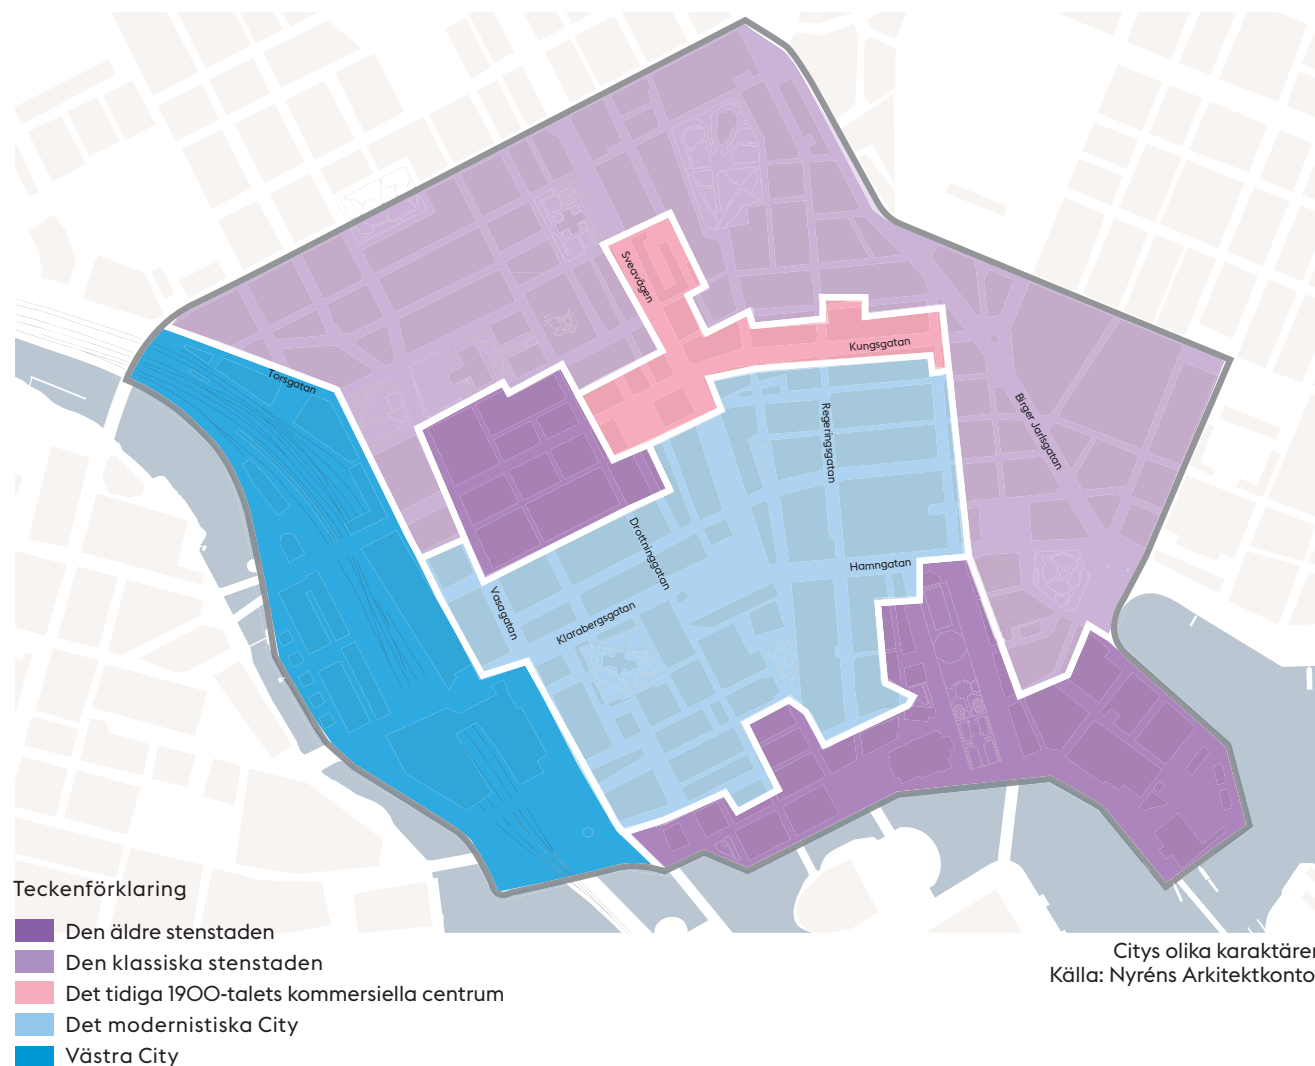 Sveavägen
Kungsgatan
Torsgatan
Birger Jarlsgatan
Regeringsgatan
Drottninggatan
Hamngatan
Vasagatan
Klarabergsgatan
Teckenförklaring
Den äldre stenstaden
Den klassiska stenstaden
Det tidiga 1900-talets kommersiella centrum
Det modernistiska City
Västra City
Citys olika karaktärer
Källa: Nyréns Arkitektkonto